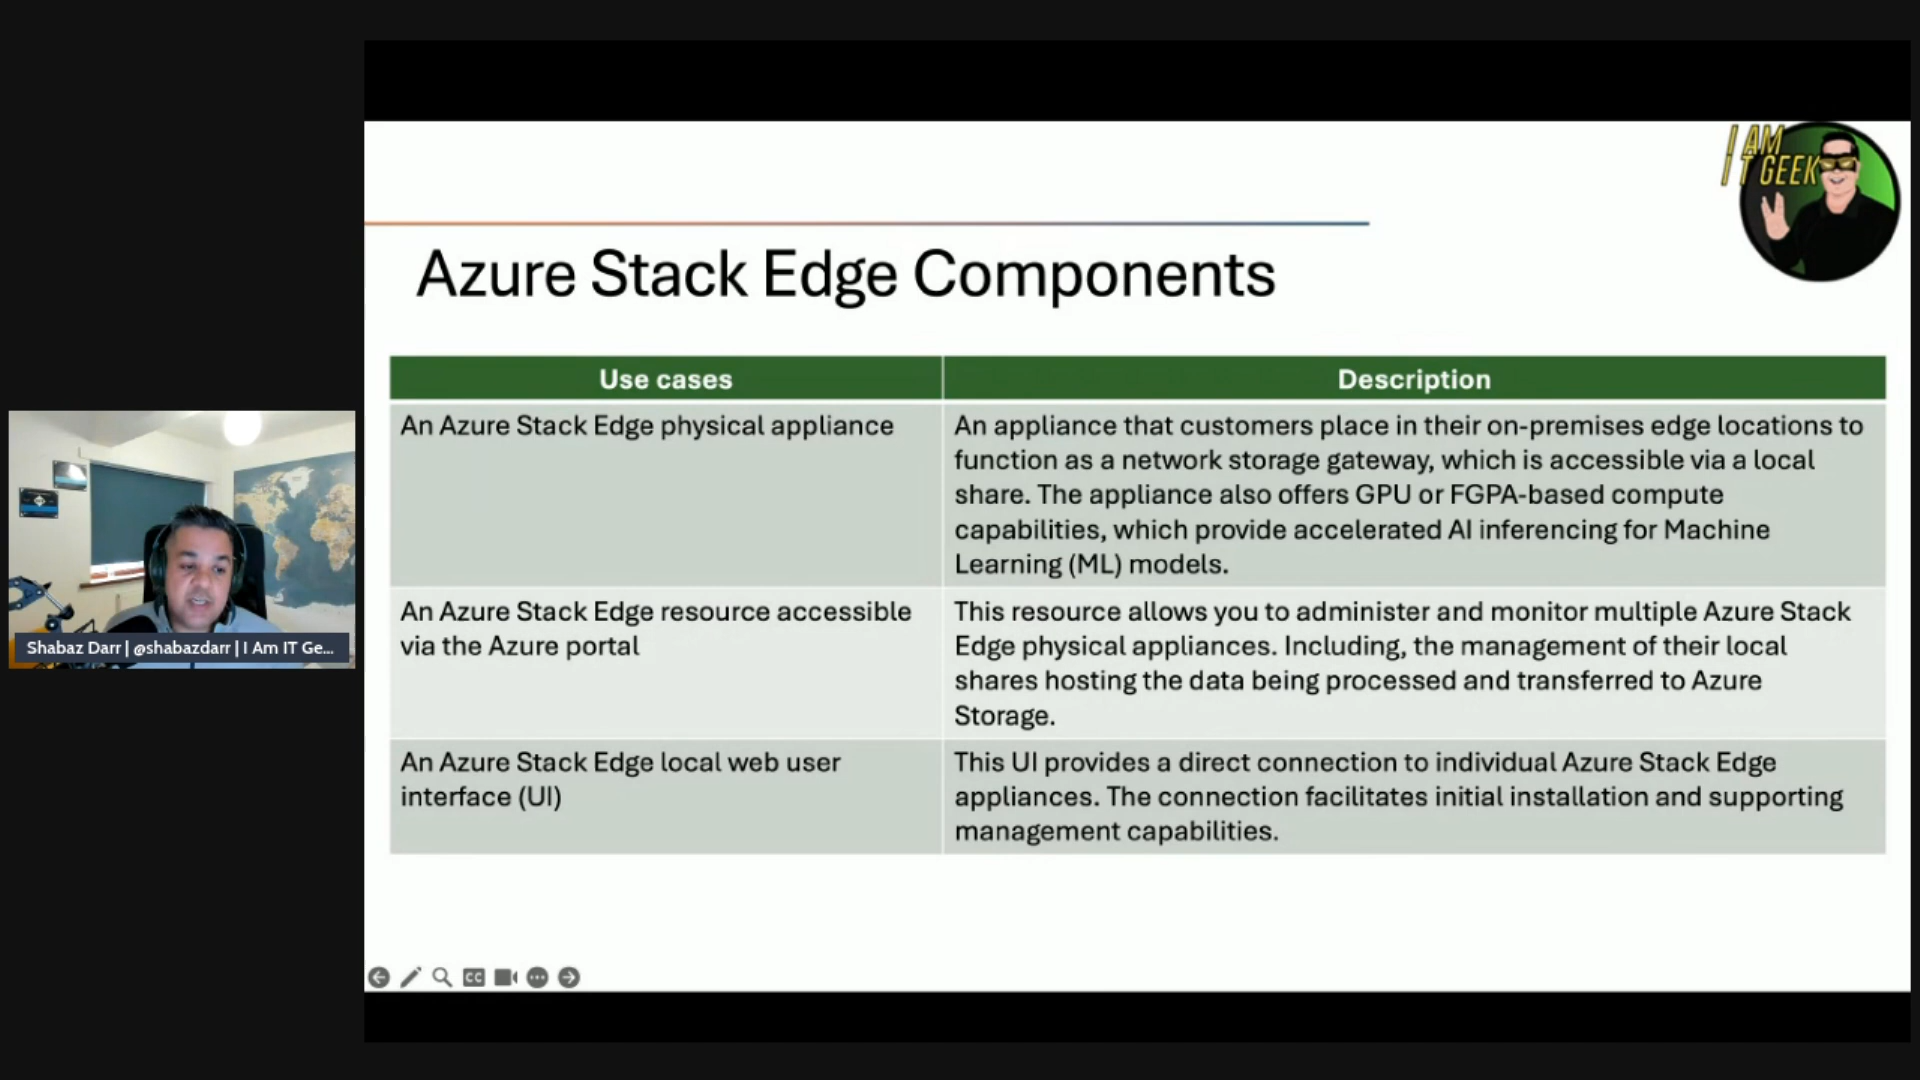 I AM
IT GEEK
Azure Stack Edge Components
Use cases
Description
An Azure Stack Edge physical appliance
An appliance that customers place in their on-premises edge locations to
function as a network storage gateway, which is accessible via a local
share. The appliance also offers GPU or FGPA-based compute
capabilities, which provide accelerated AI inferencing for Machine
Learning (ML) models.
An Azure Stack Edge resource accessible
via the Azure portal
This resource allows you to administer and monitor multiple Azure Stack
Edge physical appliances. Including, the management of their local
shares hosting the data being processed and transferred to Azure
Storage.
An Azure Stack Edge local web user
interface (UI)
This UI provides a direct connection to individual Azure Stack Edge
appliances. The connection facilitates initial installation and supporting
management capabilities.
Shabaz Darr | @shabazdarr | I Am IT Ge...
CC